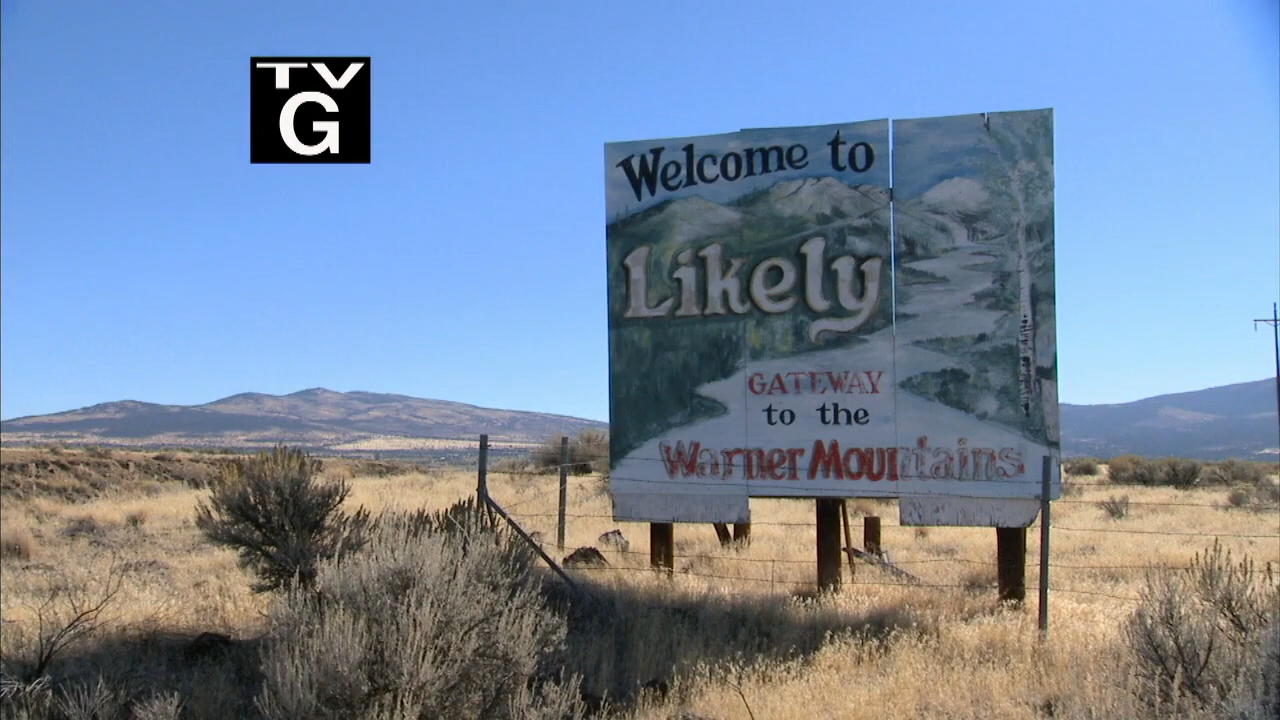 TV
G
Welcome to
Likely
GATEWAY
to the
Warner Mountains